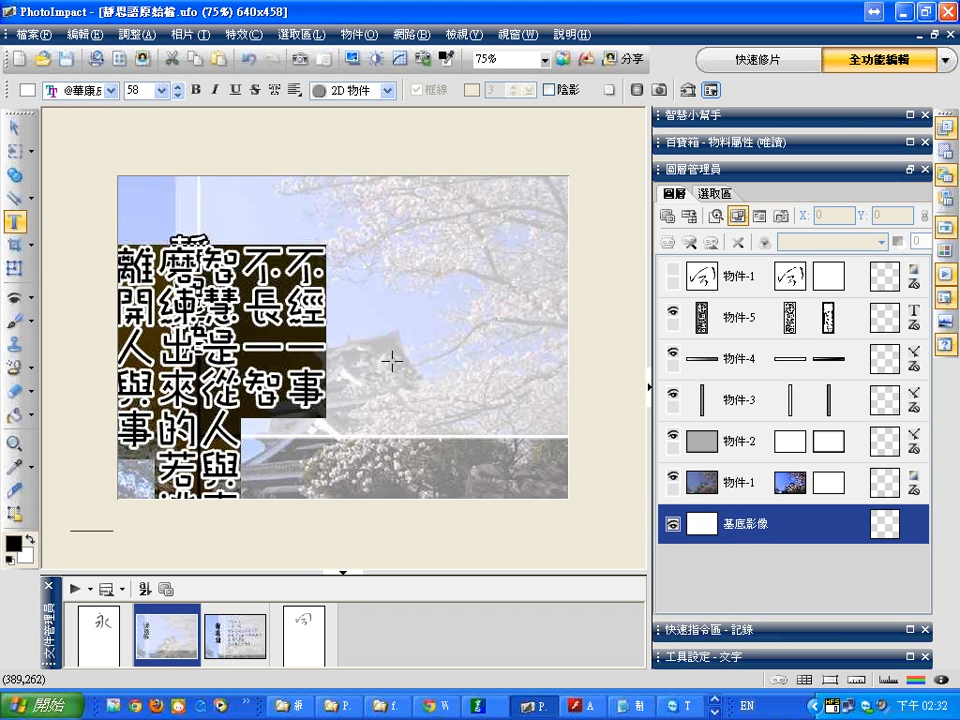 PhotoImpact - [靜思語原始檔.ufo (75%) 640x458]
檔案(F) 編輯(E) 調整(A) 相片(I) 特效(C) 選取區(L) 物件(O) 網路(B) 檢視(V) 視窗(W) 說明(H)
75% 分享 快速修片 全功能編輯
@華康 58 B I U S 2D 物件 框線 3 陰影
智慧小幫手
百寶箱 - 物料屬性 (唯讀)
圖層管理員
圖層 選取區
X: 0 Y: 0
0
物件-1
物件-5
物件-4
物件-3
物件-2
物件-1
基底影像
不經一事
不長一智
智慧是從人與
磨練出來的若
離開人與事
文件管理員
永
快速指令區 - 記錄
工具設定 - 文字
(389,262)
開始 P. f. W P. A T EN 下午 02:32